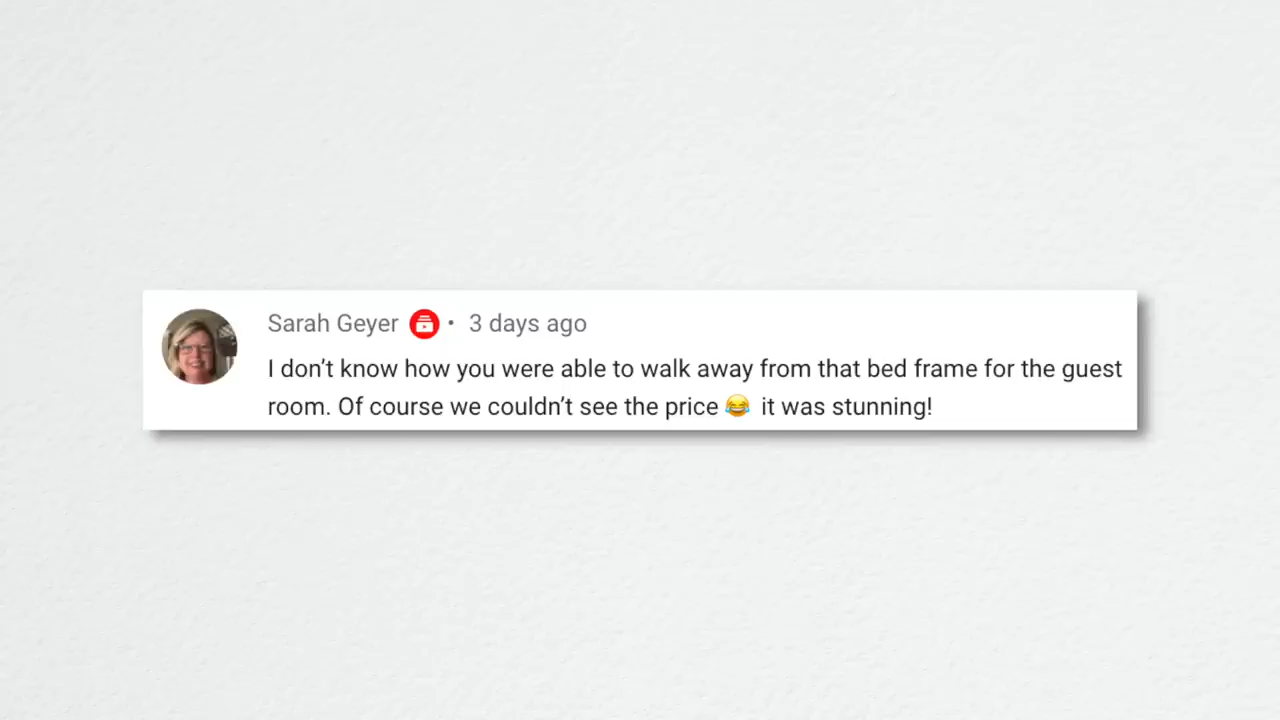 Sarah Geyer • 3 days ago
I don’t know how you were able to walk away from that bed frame for the guest
room. Of course we couldn’t see the price 😂 it was stunning!